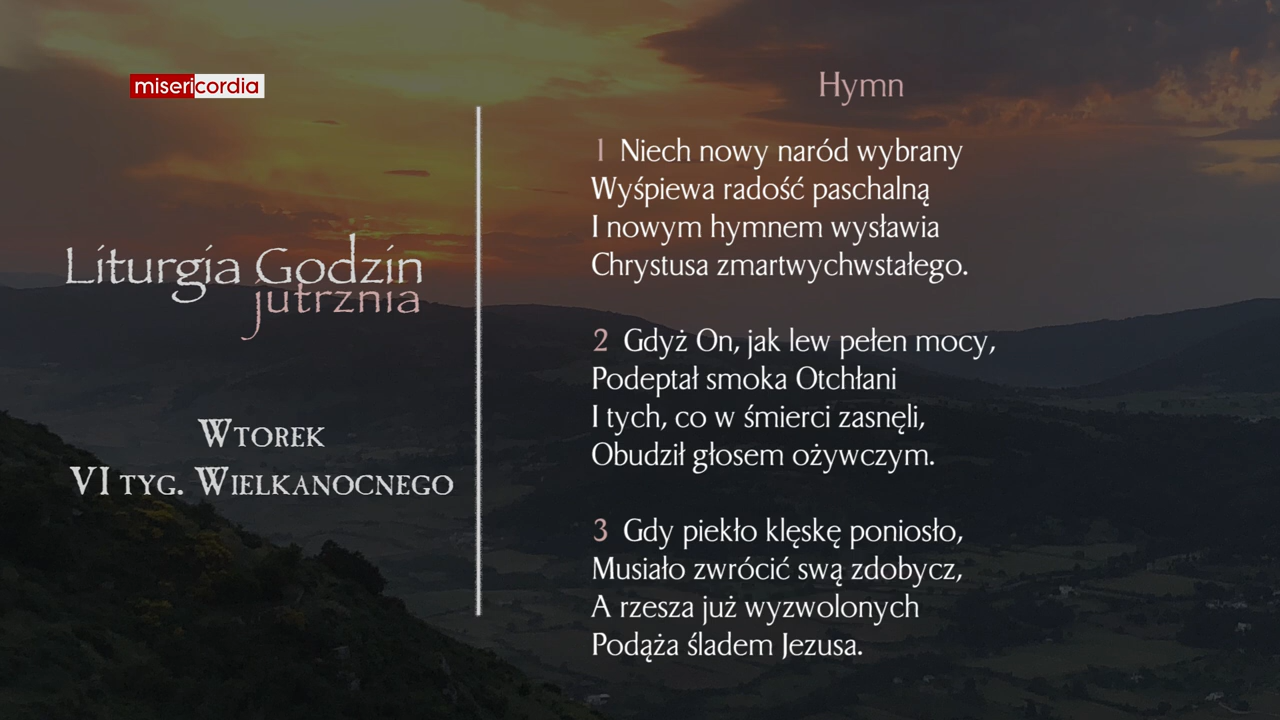 misericordia
Liturgia Godzin
jutrznia
Wtorek
VI tyg. Wielkanocnego
Hymn
1 Niech nowy naród wybrany
Wyśpiewa radość paschalną
I nowym hymnem wysławia
Chrystusa zmartwychwstałego.
2 Gdyż On, jak lew pełen mocy,
Podeptał smoka Otchłani
I tych, co w śmierci zasnęli,
Obudził głosem ożywczym.
3 Gdy piekło klęskę poniosło,
Musiało zwrócić swą zdobycz,
A rzesza już wyzwolonych
Podąża śladem Jezusa.